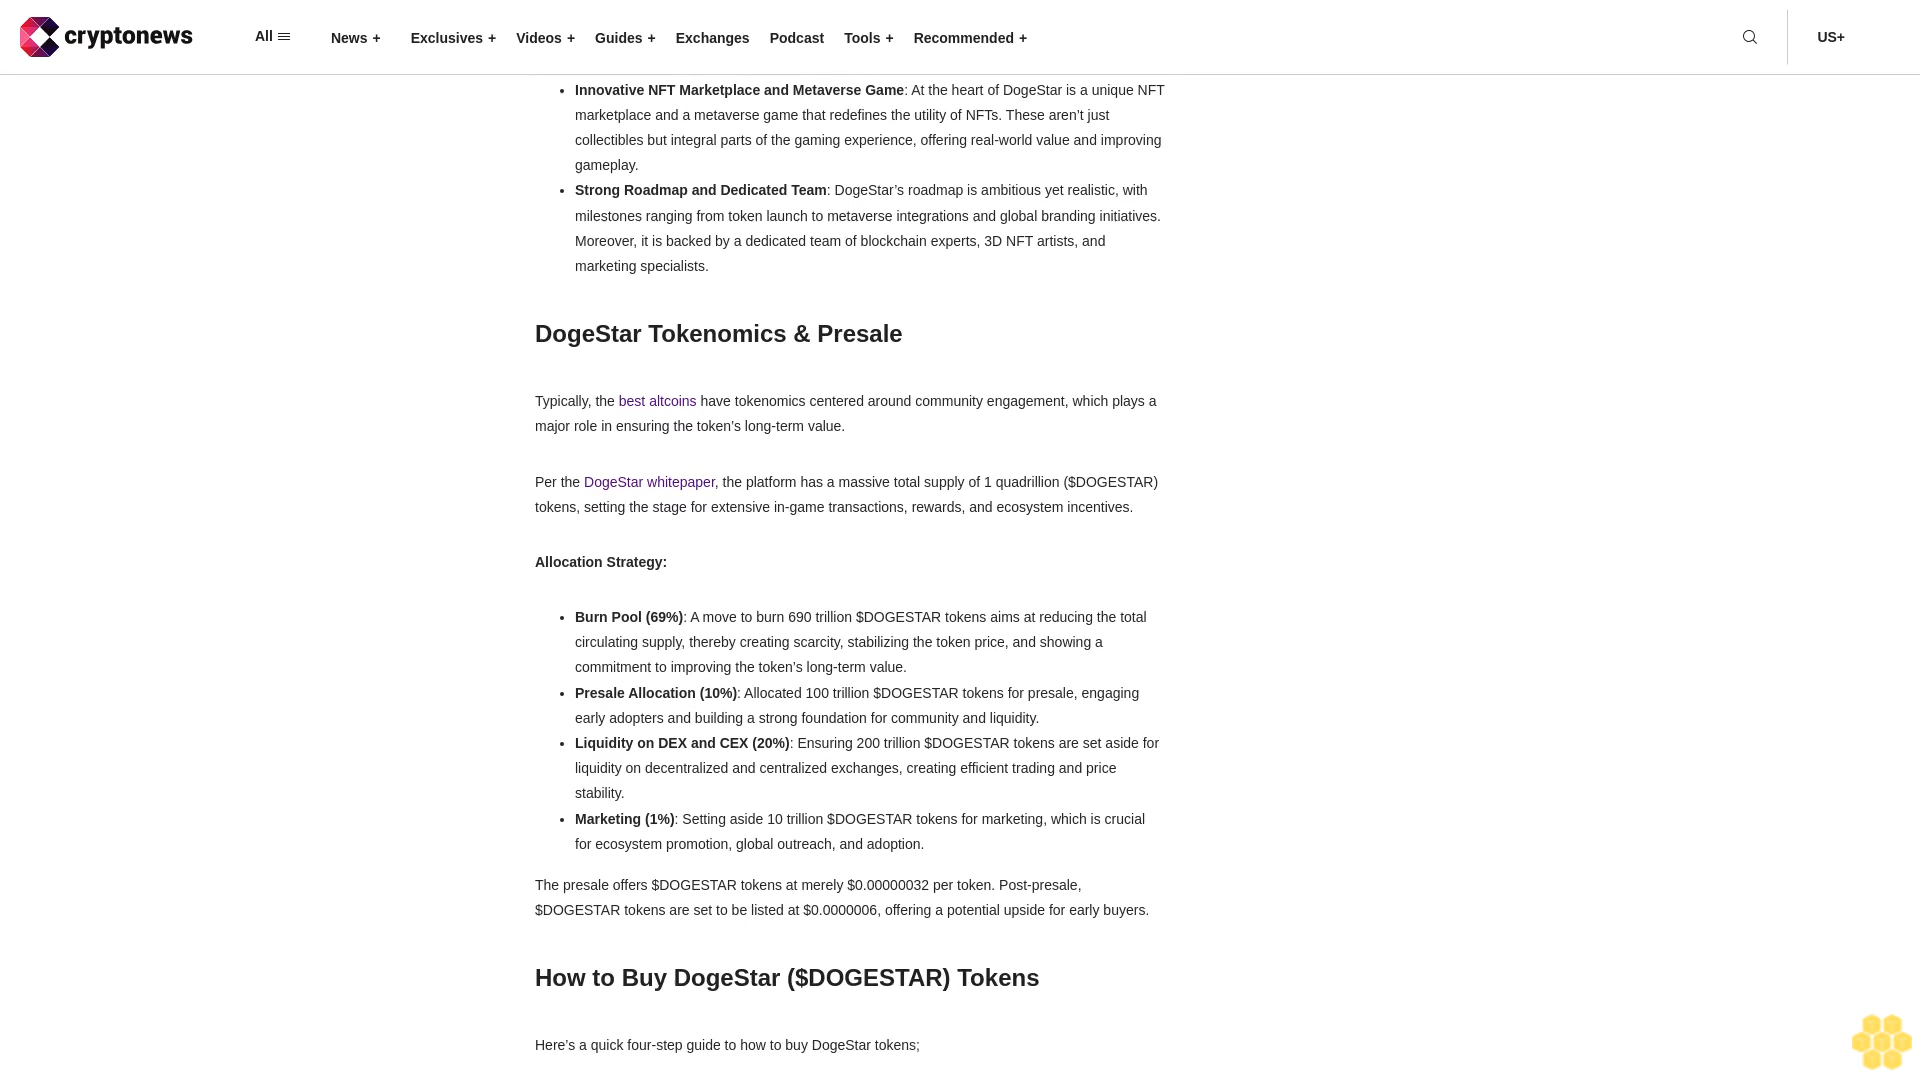 cryptonews
All
News +
Exclusives +
Videos +
Guides +
Exchanges
Podcast
Tools +
Recommended +
US+
• Innovative NFT Marketplace and Metaverse Game: At the heart of DogeStar is a unique NFT
marketplace and a metaverse game that redefines the utility of NFTs. These aren’t just
collectibles but integral parts of the gaming experience, offering real-world value and improving
gameplay.
• Strong Roadmap and Dedicated Team: DogeStar’s roadmap is ambitious yet realistic, with
milestones ranging from token launch to metaverse integrations and global branding initiatives.
Moreover, it is backed by a dedicated team of blockchain experts, 3D NFT artists, and
marketing specialists.
DogeStar Tokenomics & Presale
Typically, the best altcoins have tokenomics centered around community engagement, which plays a
major role in ensuring the token’s long-term value.
Per the DogeStar whitepaper, the platform has a massive total supply of 1 quadrillion ($DOGESTAR)
tokens, setting the stage for extensive in-game transactions, rewards, and ecosystem incentives.
Allocation Strategy:
• Burn Pool (69%): A move to burn 690 trillion $DOGESTAR tokens aims at reducing the total
circulating supply, thereby creating scarcity, stabilizing the token price, and showing a
commitment to improving the token’s long-term value.
• Presale Allocation (10%): Allocated 100 trillion $DOGESTAR tokens for presale, engaging
early adopters and building a strong foundation for community and liquidity.
• Liquidity on DEX and CEX (20%): Ensuring 200 trillion $DOGESTAR tokens are set aside for
liquidity on decentralized and centralized exchanges, creating efficient trading and price
stability.
• Marketing (1%): Setting aside 10 trillion $DOGESTAR tokens for marketing, which is crucial
for ecosystem promotion, global outreach, and adoption.
The presale offers $DOGESTAR tokens at merely $0.00000032 per token. Post-presale,
$DOGESTAR tokens are set to be listed at $0.0000006, offering a potential upside for early buyers.
How to Buy DogeStar ($DOGESTAR) Tokens
Here’s a quick four-step guide to how to buy DogeStar tokens;